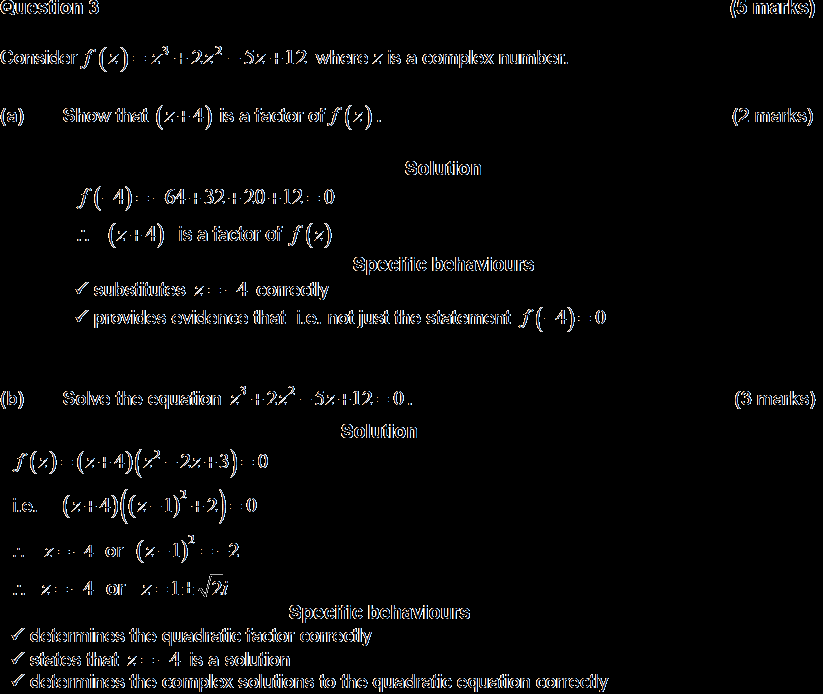 Question 3 (5 marks)
Consider f(z) = z³ + 2z² − 5z + 12 where z is a complex number.
(a) Show that (z + 4) is a factor of f(z). (2 marks)
Solution
f(−4) = −64 + 32 + 20 + 12 = 0
∴ (z + 4) is a factor of f(z)
Specific behaviours
✓ substitutes z = −4 correctly
✓ provides evidence that i.e. not just the statement f(−4) = 0
(b) Solve the equation z³ + 2z² − 5z + 12 = 0. (3 marks)
Solution
f(z) = (z + 4)(z² − 2z + 3) = 0
i.e. (z + 4)((z − 1)² + 2) = 0
∴ z = −4 or (z − 1)² = −2
∴ z = −4 or z = 1 ± √2i
Specific behaviours
✓ determines the quadratic factor correctly
✓ states that z = −4 is a solution
✓ determines the complex solutions to the quadratic equation correctly